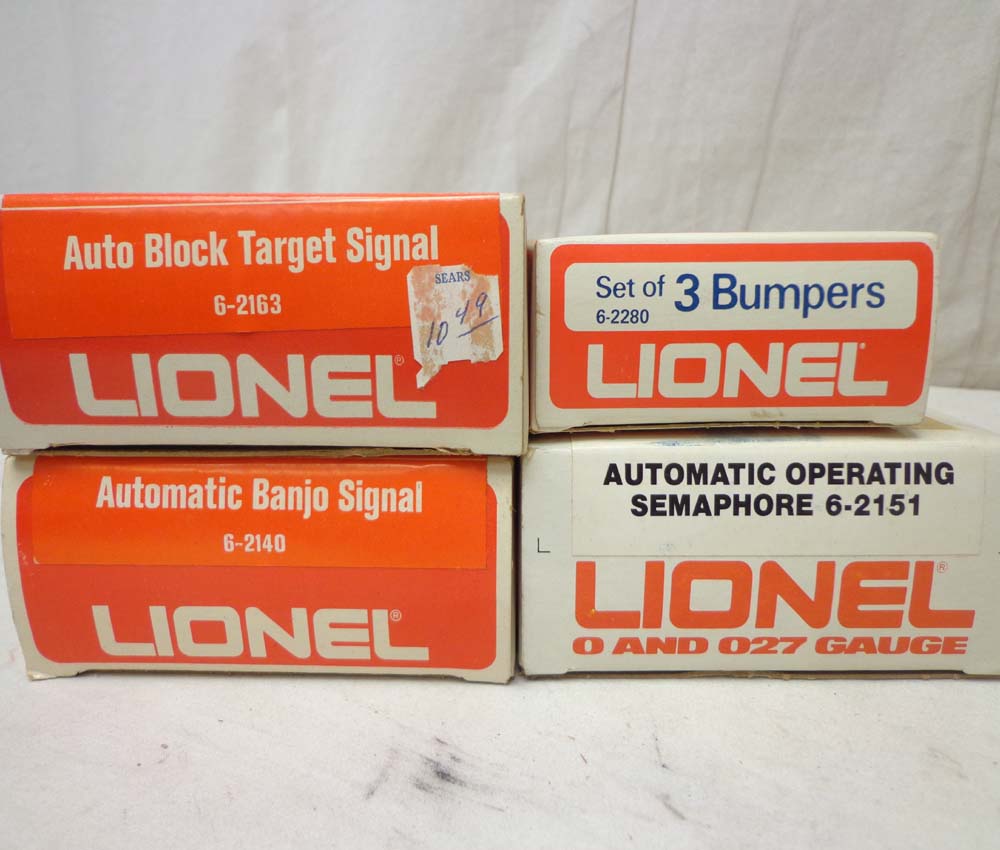 Auto Block Target Signal
6-2163
SEARS
10 49
LIONEL®
Set of 3 Bumpers
6-2280
LIONEL
Automatic Banjo Signal
6-2140
LIONEL®
AUTOMATIC OPERATING
SEMAPHORE 6-2151
LIONEL®
O AND O27 GAUGE